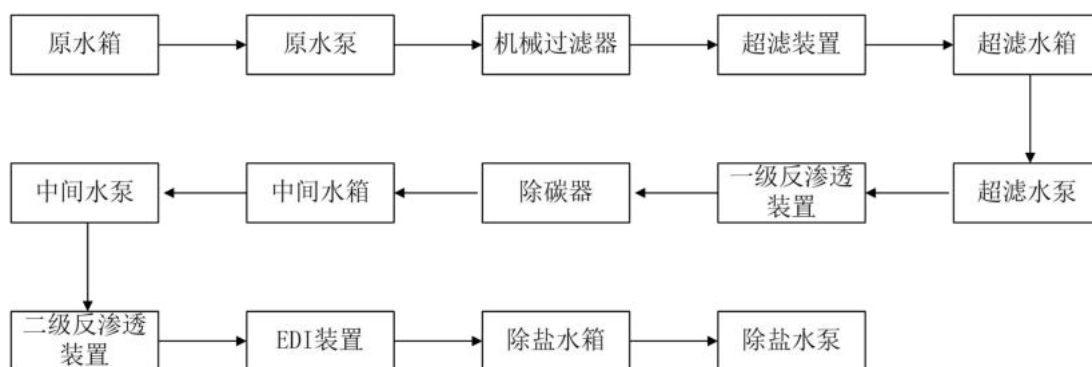 原水箱
原水泵
机械过滤器
超滤装置
超滤水箱
中间水泵
中间水箱
除碳器
一级反渗透
装置
超滤水泵
二级反渗透
装置
EDI装置
除盐水箱
除盐水泵